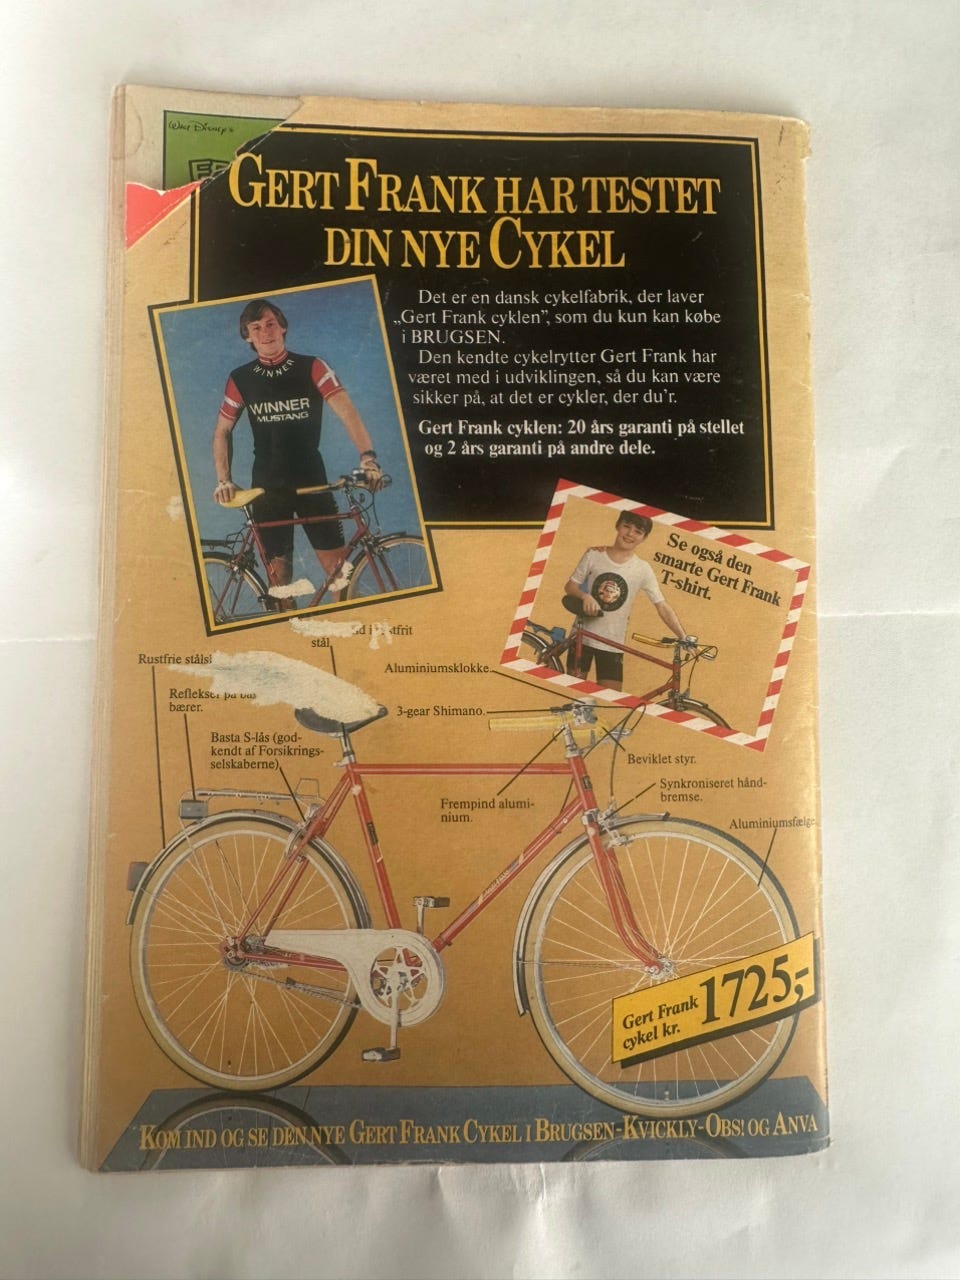 Walt Disney's
GERT FRANK HAR TESTET
DIN NYE CYKEL
Det er en dansk cykelfabrik, der laver
„Gert Frank cyklen”, som du kun kan købe
i BRUGSEN.
Den kendte cykelrytter Gert Frank har
været med i udviklingen, så du kan være
sikker på, at det er cykler, der du'r.
Gert Frank cyklen: 20 års garanti på stellet
og 2 års garanti på andre dele.
WINNER
WINNER
MUSTANG
Se også den
smarte Gert Frank
T-shirt.
stål.
Rustfrie
Reflekser på
bærer.
Basta S-lås (god-
kendt af Forsikrings-
selskaberne)
Aluminiumsklokke.
3-gear Shimano.
Beviklet styr.
Synkroniseret hånd-
bremse.
Frempind alumi-
nium.
Aluminiumsfælge
Gert Frank
cykel kr. 1725,-
KOM IND OG SE DEN NYE GERT FRANK CYKEL I BRUGSEN-KVICKLY-OBS! OG ANVA